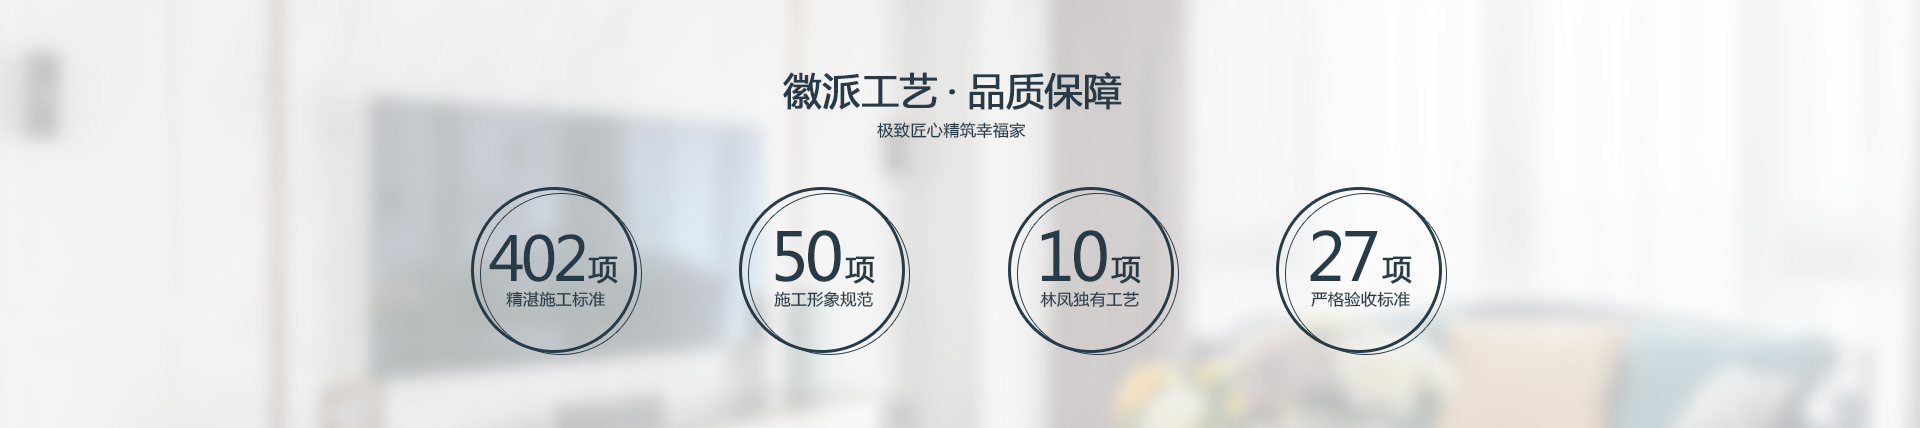 徽派工艺·品质保障
极致匠心精筑幸福家
402项
精湛施工标准
50项
施工形象规范
10项
林凤独有工艺
27项
严格验收标准